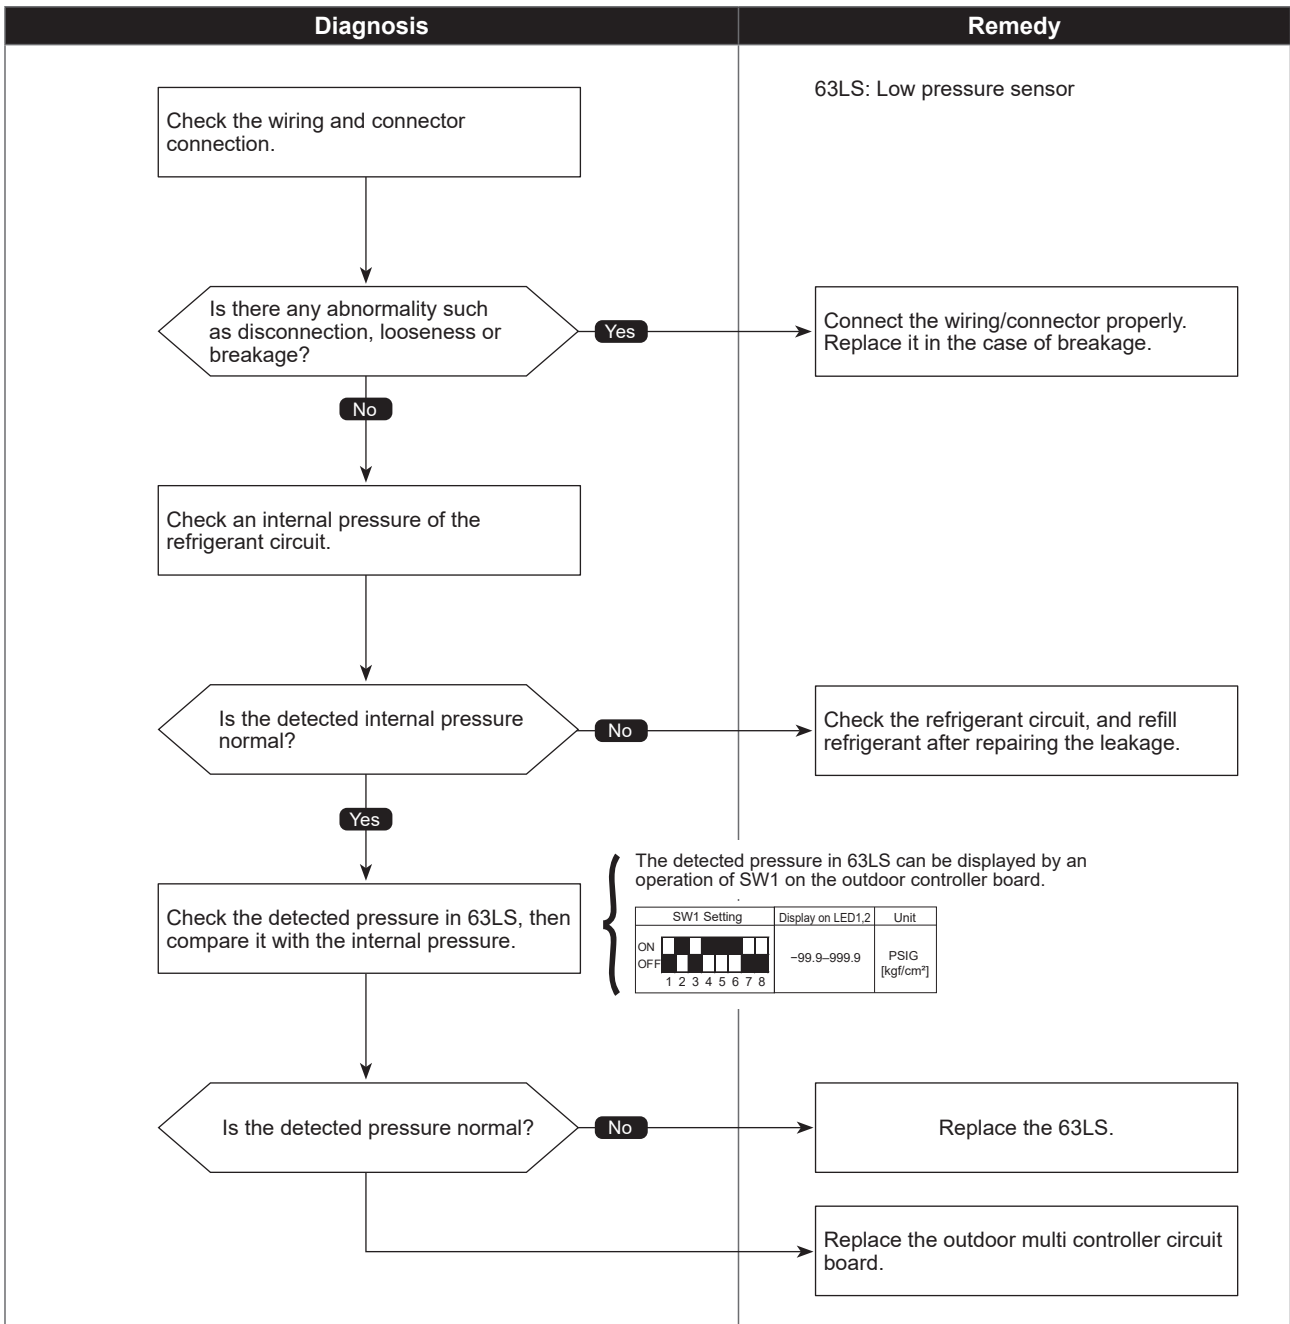 Diagnosis
Remedy
63LS: Low pressure sensor
Check the wiring and connector
connection.
Is there any abnormality such
as disconnection, looseness or
breakage?
Yes
Connect the wiring/connector properly.
Replace it in the case of breakage.
No
Check an internal pressure of the
refrigerant circuit.
Is the detected internal pressure
normal?
No
Check the refrigerant circuit, and refill
refrigerant after repairing the leakage.
Yes
Check the detected pressure in 63LS, then
compare it with the internal pressure.
The detected pressure in 63LS can be displayed by an
operation of SW1 on the outdoor controller board.
SW1 Setting
Display on LED1,2
Unit
ON
OFF
1 2 3 4 5 6 7 8
−99.9–999.9
PSIG
[kgf/cm²]
Is the detected pressure normal?
No
Replace the 63LS.
Replace the outdoor multi controller circuit
board.